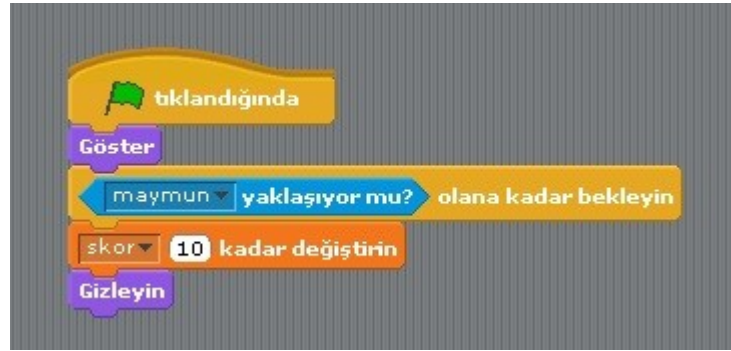 tıklandığında
Göster
maymun yaklaşıyor mu? olana kadar bekleyin
skor 10 kadar değiştirin
Gizleyin